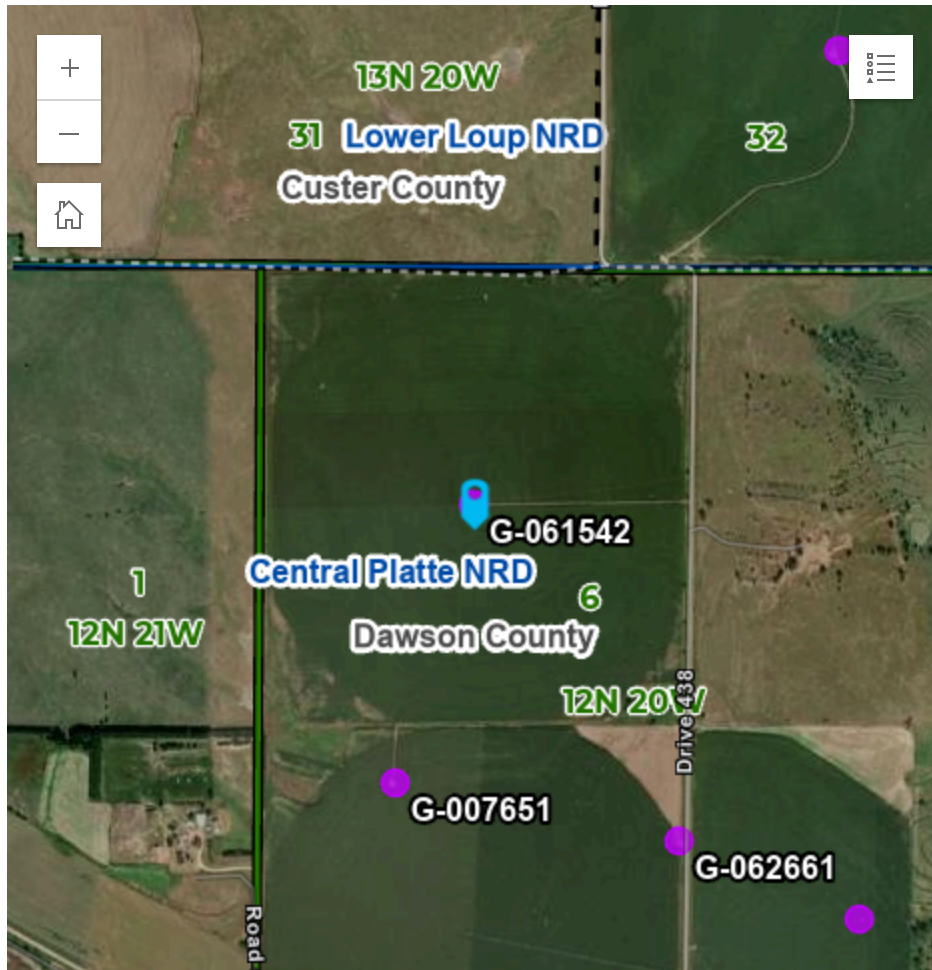 13N 20W
31 Lower Loup NRD
32
Custer County
G-061542
Central Platte NRD
1
6
12N 21W
Dawson County
12N 20W
Drive 438
G-007651
G-062661
Road